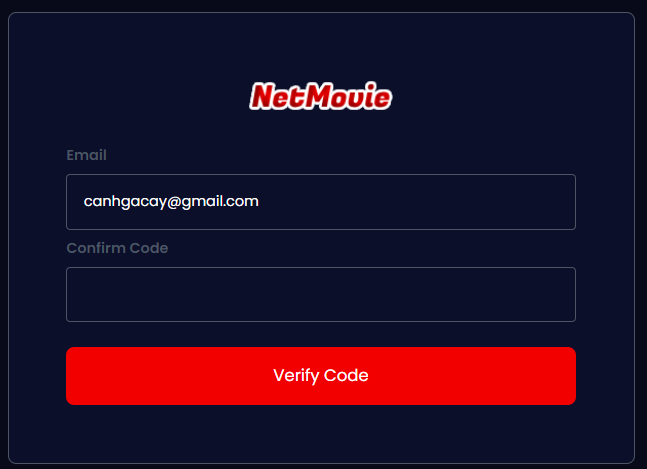 NetMovie
Email
canhgacay@gmail.com
Confirm Code
Verify Code